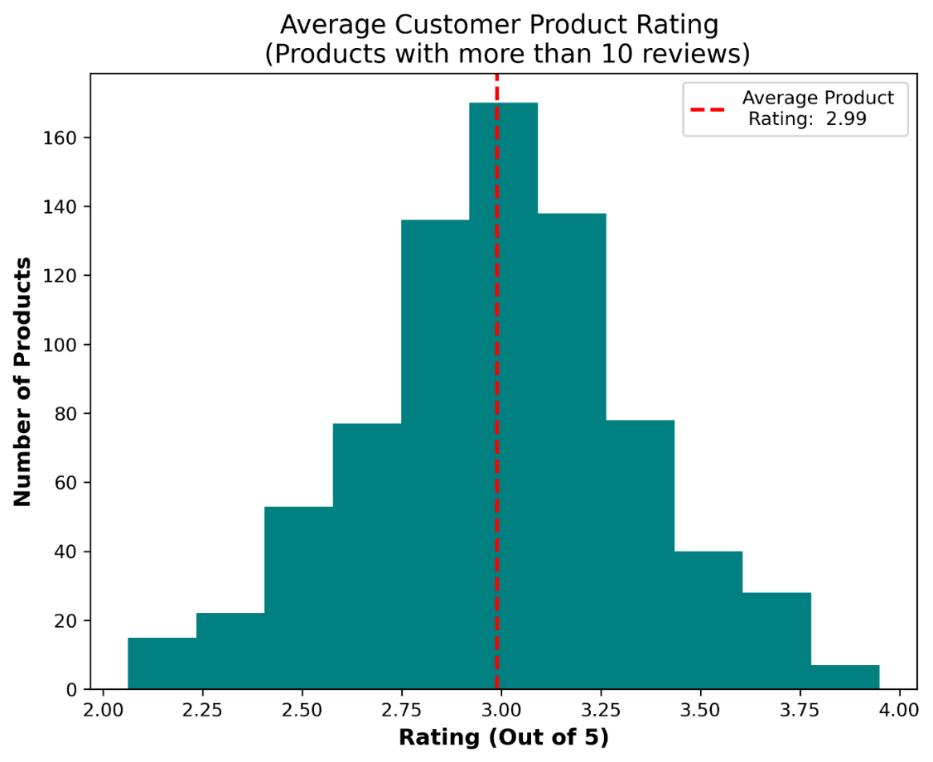 Average Customer Product Rating
(Products with more than 10 reviews)
Average Product
Rating: 2.99
Number of Products
160
140
120
100
80
60
40
20
0
2.00 2.25 2.50 2.75 3.00 3.25 3.50 3.75 4.00
Rating (Out of 5)